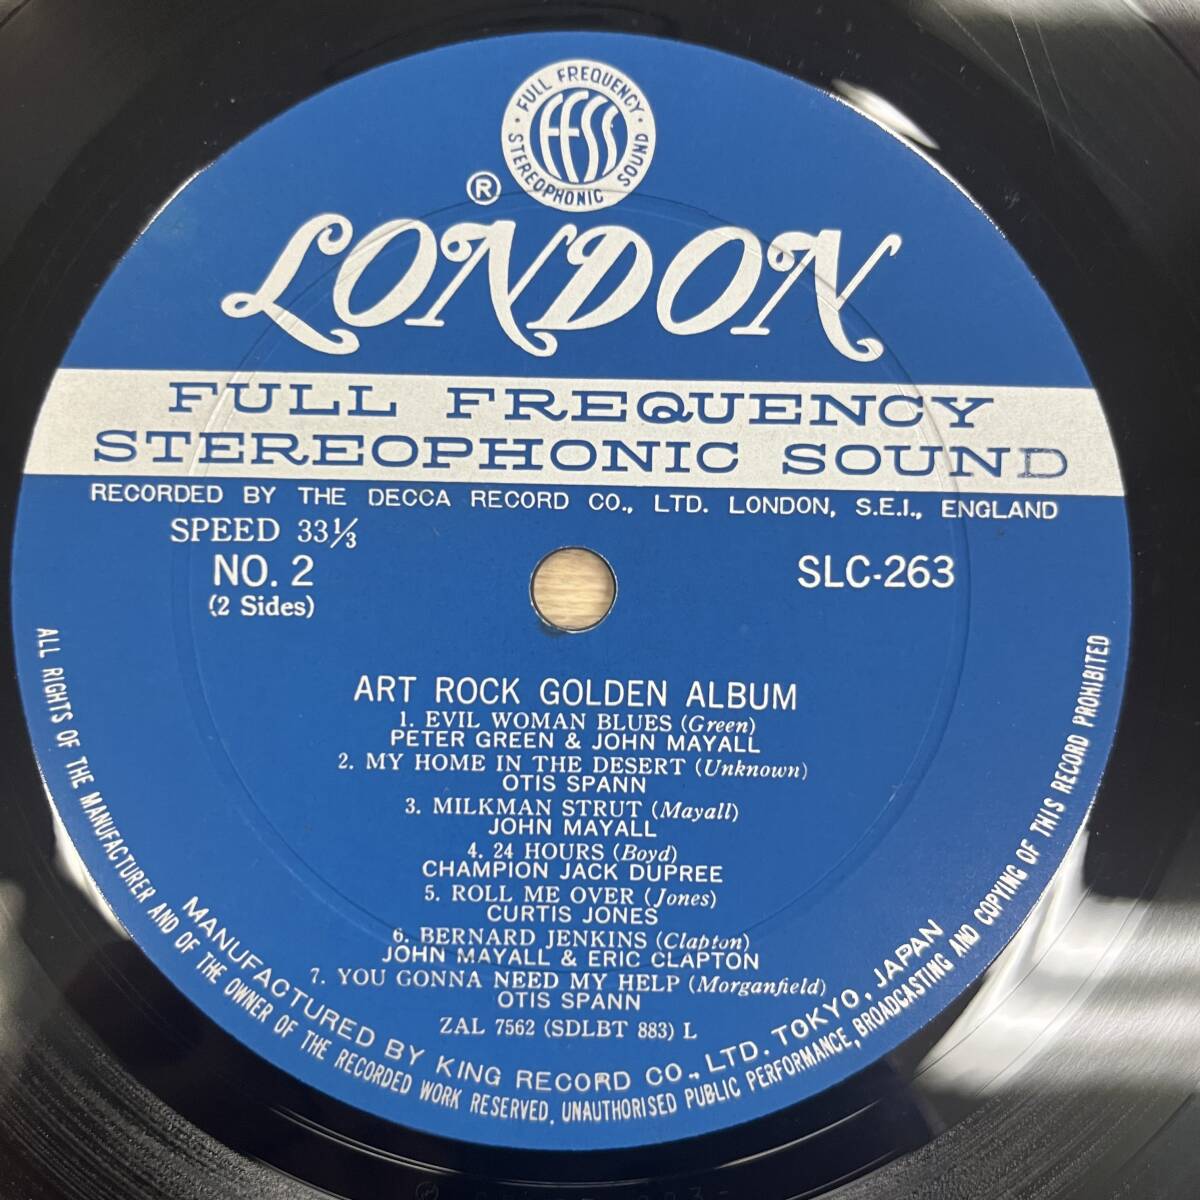 FULL FREQUENCY
FFSS
STEREOPHONIC SOUND
®
LONDON
FULL FREQUENCY
STEREOPHONIC SOUND
RECORDED BY THE DECCA RECORD CO., LTD. LONDON, S.E.I., ENGLAND
SPEED 33⅓
NO. 2
(2 Sides)
SLC-263
ART ROCK GOLDEN ALBUM
1. EVIL WOMAN BLUES (Green)
PETER GREEN & JOHN MAYALL
2. MY HOME IN THE DESERT (Unknown)
OTIS SPANN
3. MILKMAN STRUT (Mayall)
JOHN MAYALL
4. 24 HOURS (Boyd)
CHAMPION JACK DUPREE
5. ROLL ME OVER (Jones)
CURTIS JONES
6. BERNARD JENKINS (Clapton)
JOHN MAYALL & ERIC CLAPTON
7. YOU GONNA NEED MY HELP (Morganfield)
OTIS SPANN
ZAL 7562 (SDLBT 883) L
MANUFACTURED BY KING RECORD CO., LTD. TOKYO, JAPAN
ALL RIGHTS OF THE MANUFACTURER AND OF THE OWNER OF THE RECORDED WORK RESERVED. UNAUTHORISED PUBLIC PERFORMANCE, BROADCASTING AND COPYING OF THIS RECORD PROHIBITED